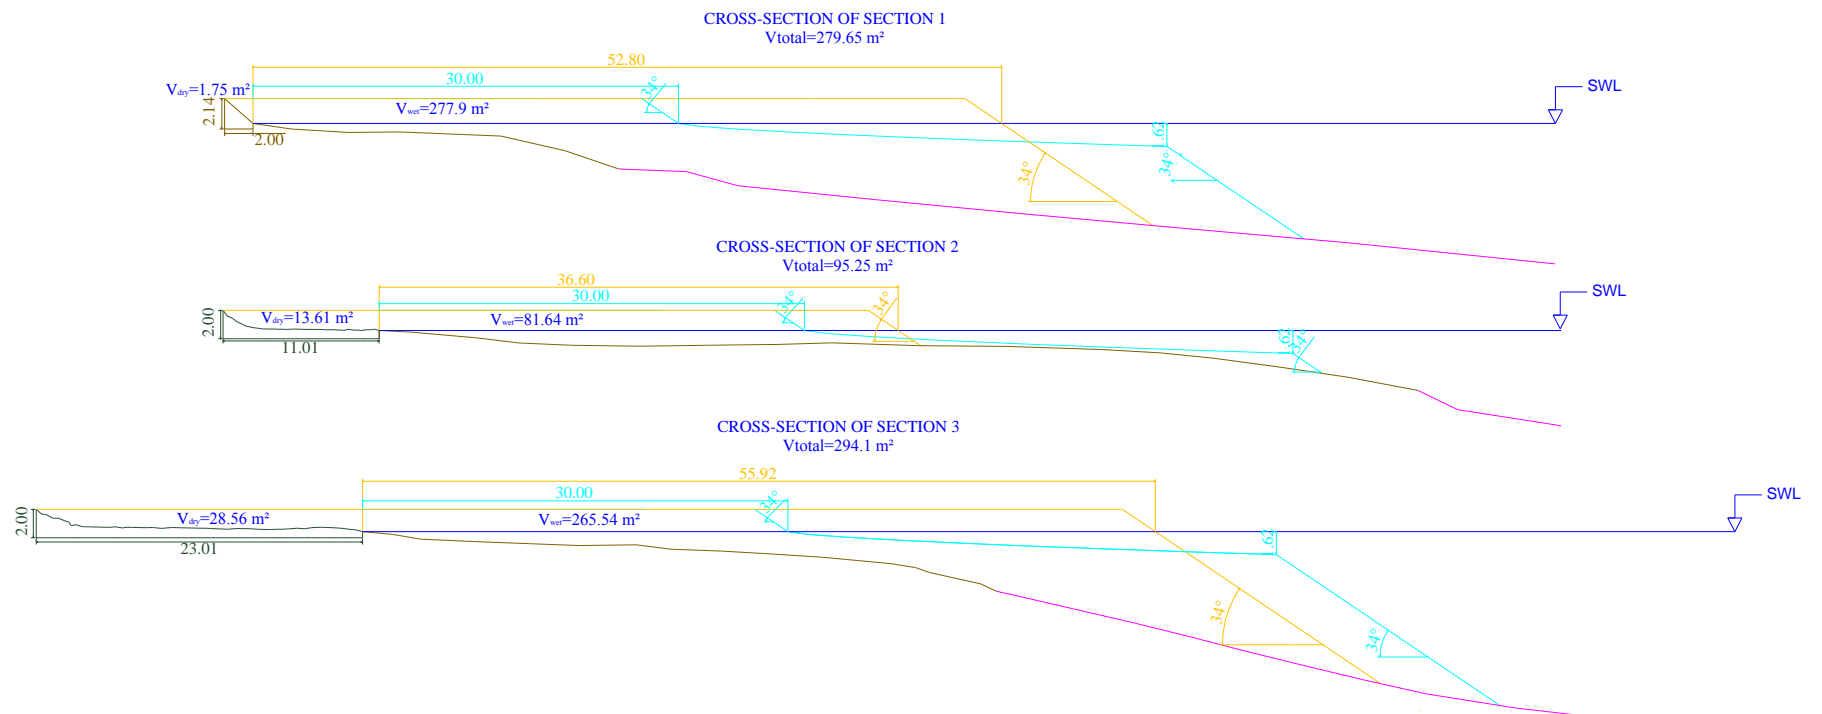 CROSS-SECTION OF SECTION 1
Vtotal=279.65 m²
52.80
30.00
34°
SWL
Vdry=1.75 m²
Vwet=277.9 m²
2.14
2.00
1.62
34°
34°
CROSS-SECTION OF SECTION 2
Vtotal=95.25 m²
36.60
30.00
34°
34°
SWL
2.00
Vdry=13.61 m²
Vwet=81.64 m²
11.01
1.62
34°
CROSS-SECTION OF SECTION 3
Vtotal=294.1 m²
55.92
30.00
34°
SWL
2.00
Vdry=28.56 m²
Vwet=265.54 m²
23.01
1.62
34°
34°